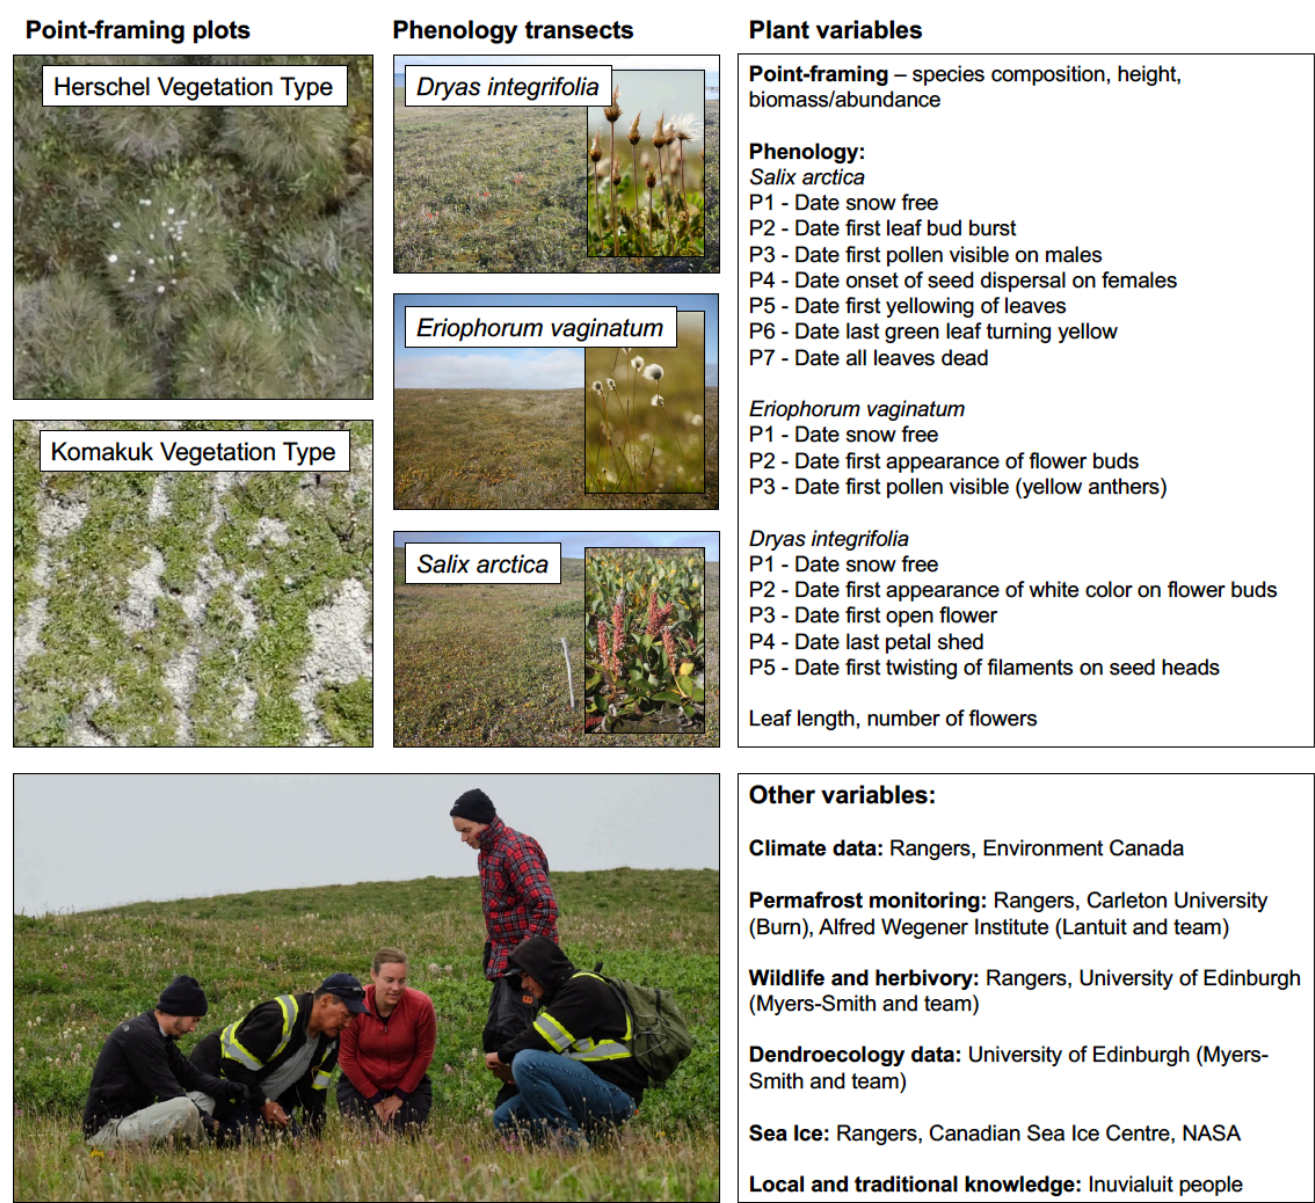 Point-framing plots
Herschel Vegetation Type
Komakuk Vegetation Type
Phenology transects
Dryas integrifolia
Eriophorum vaginatum
Salix arctica
Plant variables
Point-framing – species composition, height,
biomass/abundance
Phenology:
Salix arctica
P1 - Date snow free
P2 - Date first leaf bud burst
P3 - Date first pollen visible on males
P4 - Date onset of seed dispersal on females
P5 - Date first yellowing of leaves
P6 - Date last green leaf turning yellow
P7 - Date all leaves dead
Eriophorum vaginatum
P1 - Date snow free
P2 - Date first appearance of flower buds
P3 - Date first pollen visible (yellow anthers)
Dryas integrifolia
P1 - Date snow free
P2 - Date first appearance of white color on flower buds
P3 - Date first open flower
P4 - Date last petal shed
P5 - Date first twisting of filaments on seed heads
Leaf length, number of flowers
Other variables:
Climate data: Rangers, Environment Canada
Permafrost monitoring: Rangers, Carleton University
(Burn), Alfred Wegener Institute (Lantuit and team)
Wildlife and herbivory: Rangers, University of Edinburgh
(Myers-Smith and team)
Dendroecology data: University of Edinburgh (Myers-
Smith and team)
Sea Ice: Rangers, Canadian Sea Ice Centre, NASA
Local and traditional knowledge: Inuvialuit people